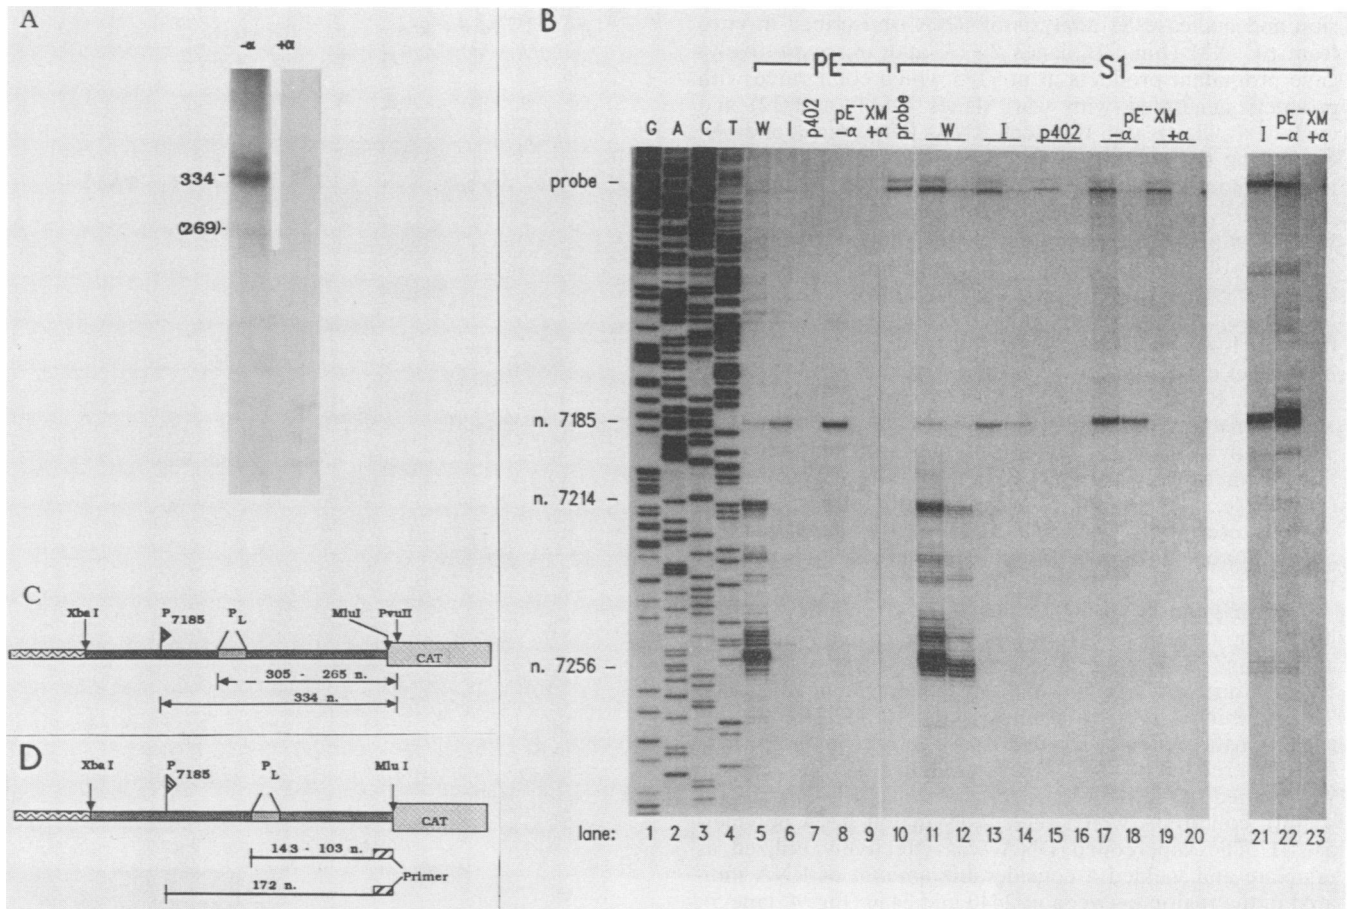 A
-α +α
334
(269)
B
PE
S1
G A C T W I p402 pE⁻XM -α +α probe W I p402 pE⁻XM -α +α I pE⁻XM -α +α
probe
n. 7185
n. 7214
n. 7256
lane: 1 2 3 4 5 6 7 8 9 10 11 12 13 14 15 16 17 18 19 20 21 22 23
C
Xba I P7185 PL MluI PvuII
CAT
305 - 265 n.
334 n.
D
Xba I P7185 PL Mlu I
CAT
143 - 103 n.
Primer
172 n.